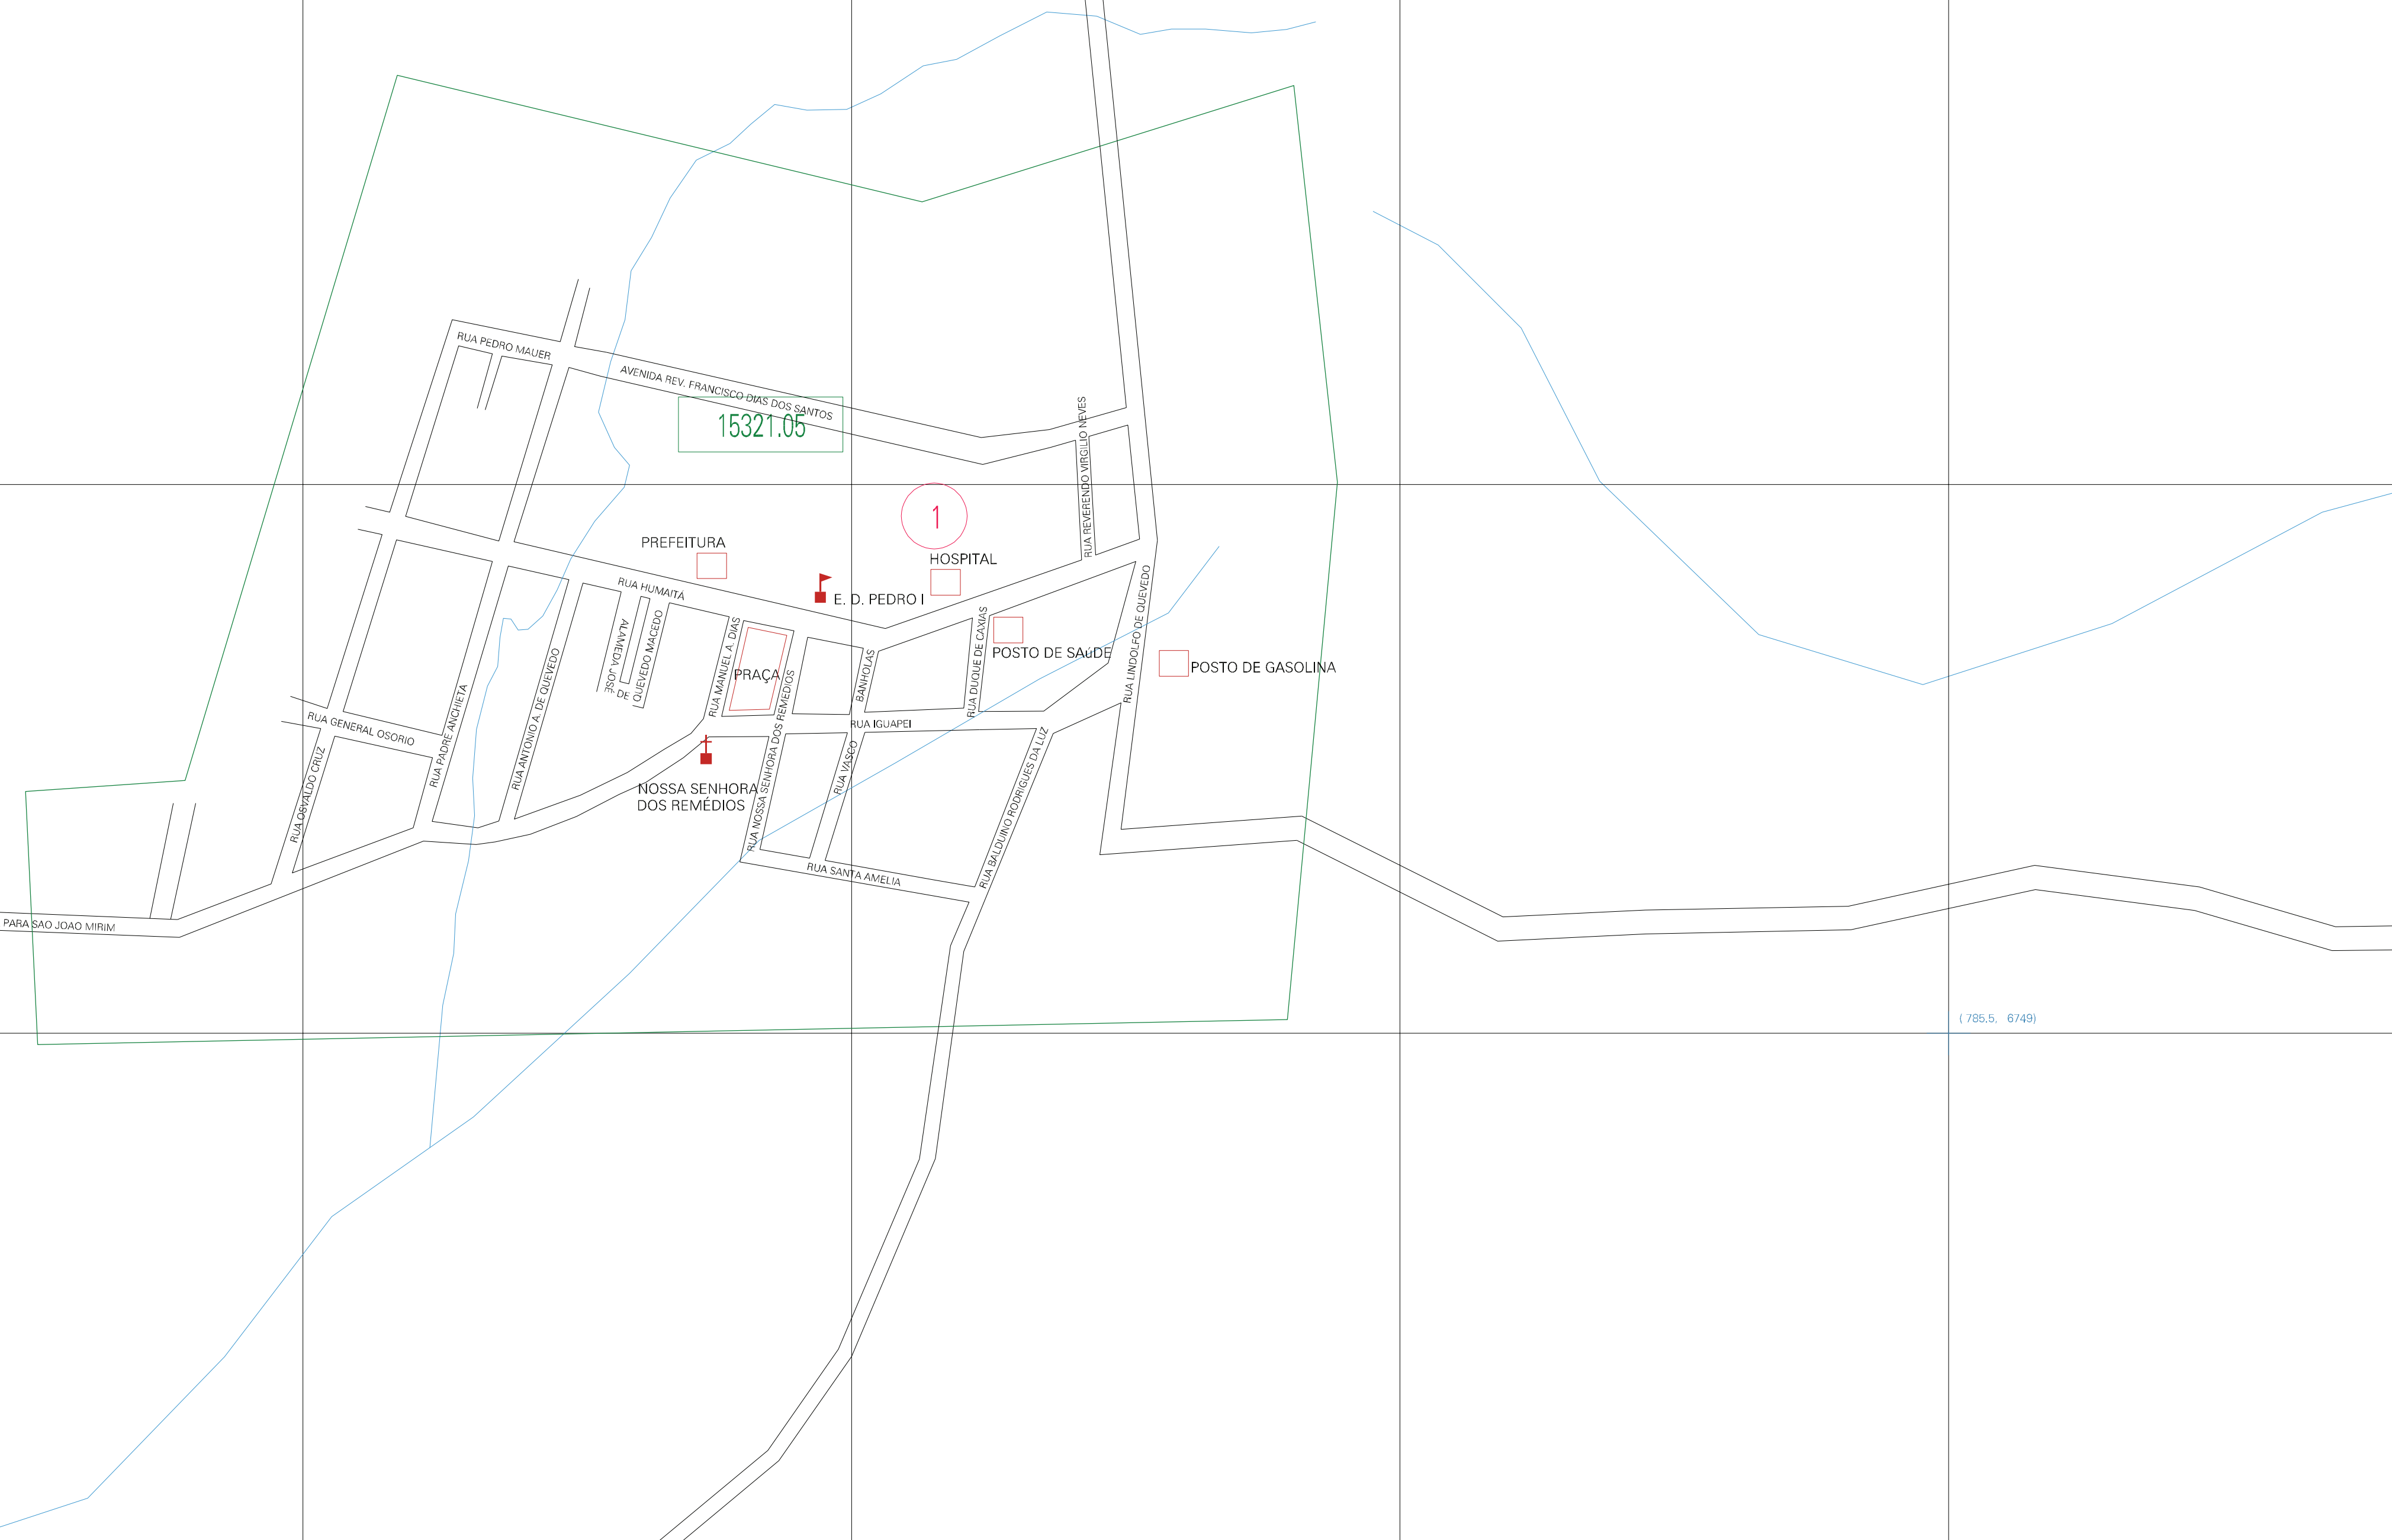 RUA PEDRO MAUER
AVENIDA REV. FRANCISCO DIAS DOS SANTOS
15321.05
RUA REVERENDO VIRGILIO NEVES
1
PREFEITURA
HOSPITAL
RUA HUMAITÁ
E. D. PEDRO I
ALAMEDA JOSÉ DE QUEVEDO MACEDO
RUA MANUEL A. DIAS
PRAÇA
RUA NOSSA SENHORA DOS REMEDIOS
RUA VASCO BANHOLAS
RUA DUQUE DE CAXIAS
POSTO DE SAÚDE
RUA LINDOLFO DE QUEVEDO
POSTO DE GASOLINA
RUA ANTONIO A. DE QUEVEDO
RUA PADRE ANCHIETA
RUA GENERAL OSORIO
RUA OSVALDO CRUZ
RUA IGUAPEI
NOSSA SENHORA
DOS REMÉDIOS
RUA BALDUINO RODRIGUES DA LUZ
RUA SANTA AMELIA
PARA SAO JOAO MIRIM
( 785,5, 6749)